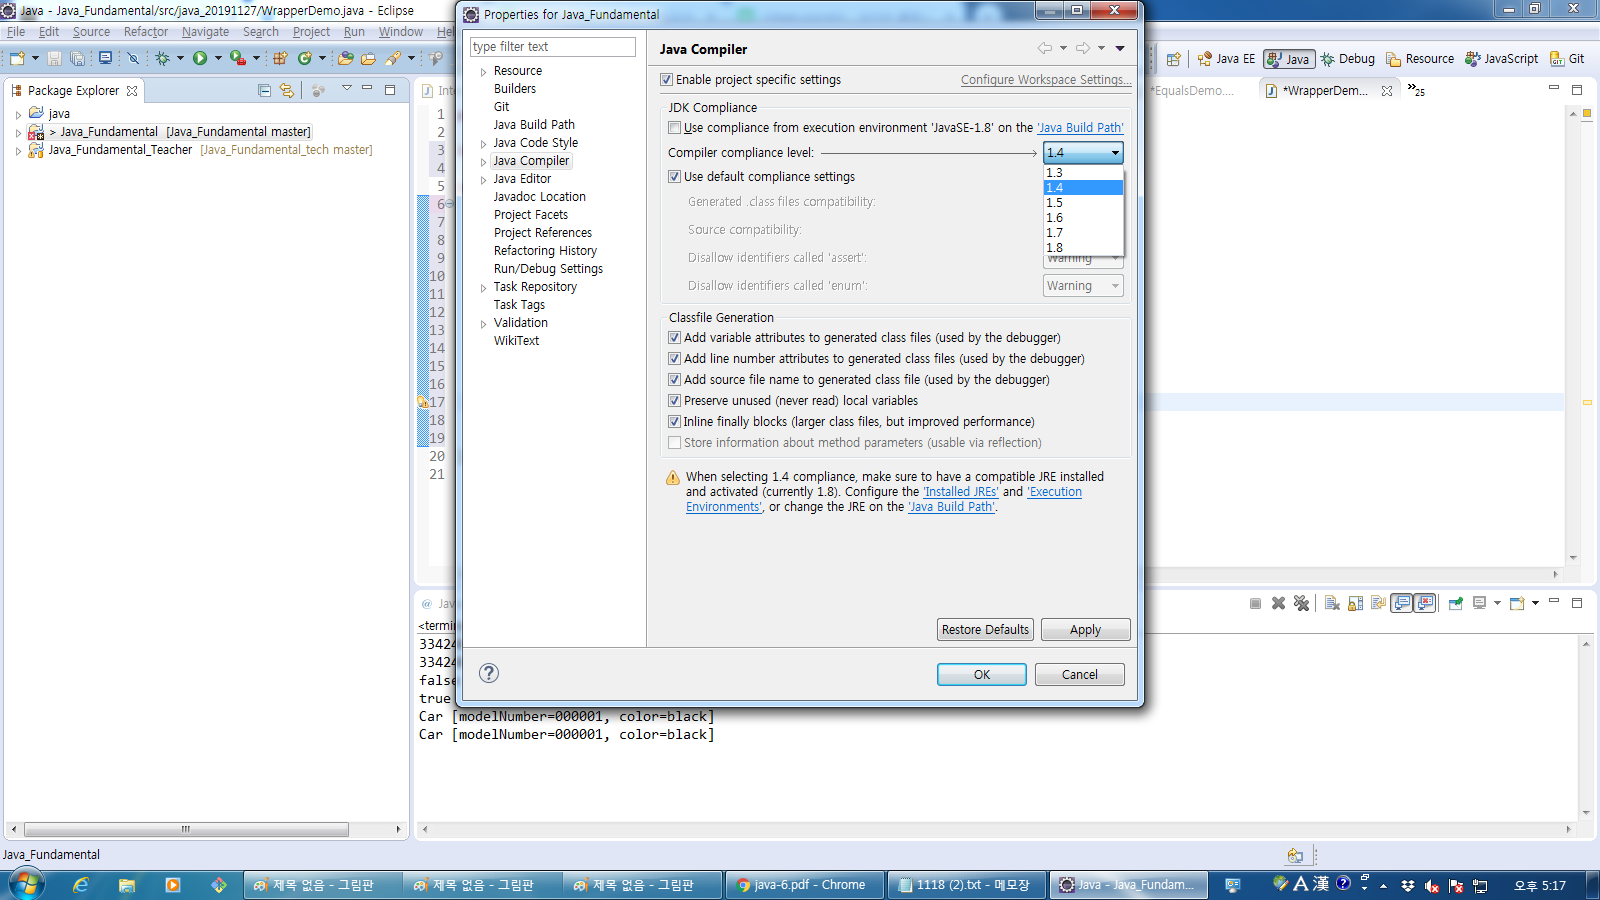 Java - Java_Fundamental/src/java_20191127/WrapperDemo.java - Eclipse
File Edit Source Refactor Navigate Search Project Run Window
Java EE Java Debug Resource JavaScript Git
Package Explorer
java
> Java_Fundamental [Java_Fundamental master]
Java_Fundamental_Teacher [Java_Fundamental_tech master]
*EqualsDemo....
*WrapperDem...
»25
1
2
3
4
5
6
7
8
9
10
11
12
13
14
15
16
17
18
19
20
21
Properties for Java_Fundamental
type filter text
Resource
Builders
Git
Java Build Path
Java Code Style
Java Compiler
Java Editor
Javadoc Location
Project Facets
Project References
Refactoring History
Run/Debug Settings
Task Repository
Task Tags
Validation
WikiText
Java Compiler
Enable project specific settings
Configure Workspace Settings...
JDK Compliance
Use compliance from execution environment 'JavaSE-1.8' on the 'Java Build Path'
Compiler compliance level:
1.4
1.3
1.4
1.5
1.6
1.7
1.8
Use default compliance settings
Generated .class files compatibility:
Source compatibility:
Disallow identifiers called 'assert':
Warning
Disallow identifiers called 'enum':
Warning
Classfile Generation
Add variable attributes to generated class files (used by the debugger)
Add line number attributes to generated class files (used by the debugger)
Add source file name to generated class file (used by the debugger)
Preserve unused (never read) local variables
Inline finally blocks (larger class files, but improved performance)
Store information about method parameters (usable via reflection)
When selecting 1.4 compliance, make sure to have a compatible JRE installed
and activated (currently 1.8). Configure the 'Installed JREs' and 'Execution
Environments', or change the JRE on the 'Java Build Path'.
Restore Defaults
Apply
OK
Cancel
<termin
33424
33424
false
true
Car [modelNumber=000001, color=black]
Car [modelNumber=000001, color=black]
Java_Fundamental
제목 없음 - 그림판
제목 없음 - 그림판
제목 없음 - 그림판
java-6.pdf - Chrome
1118 (2).txt - 메모장
Java - Java_Fundam...
A 漢
오후 5:17